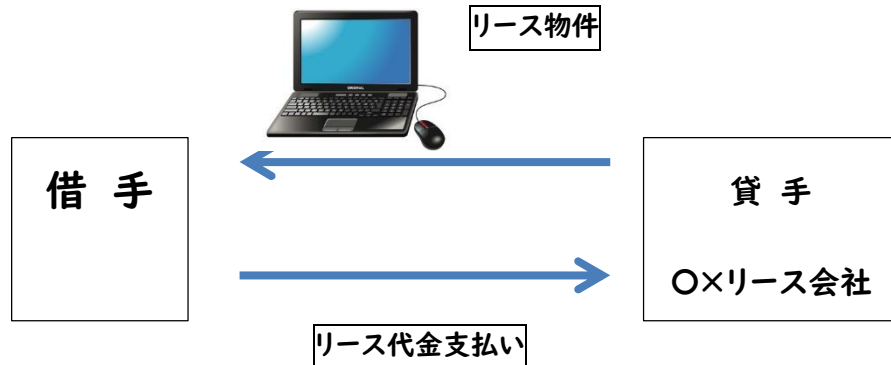 リース物件
借 手
貸 手
〇×リース会社
リース代金支払い